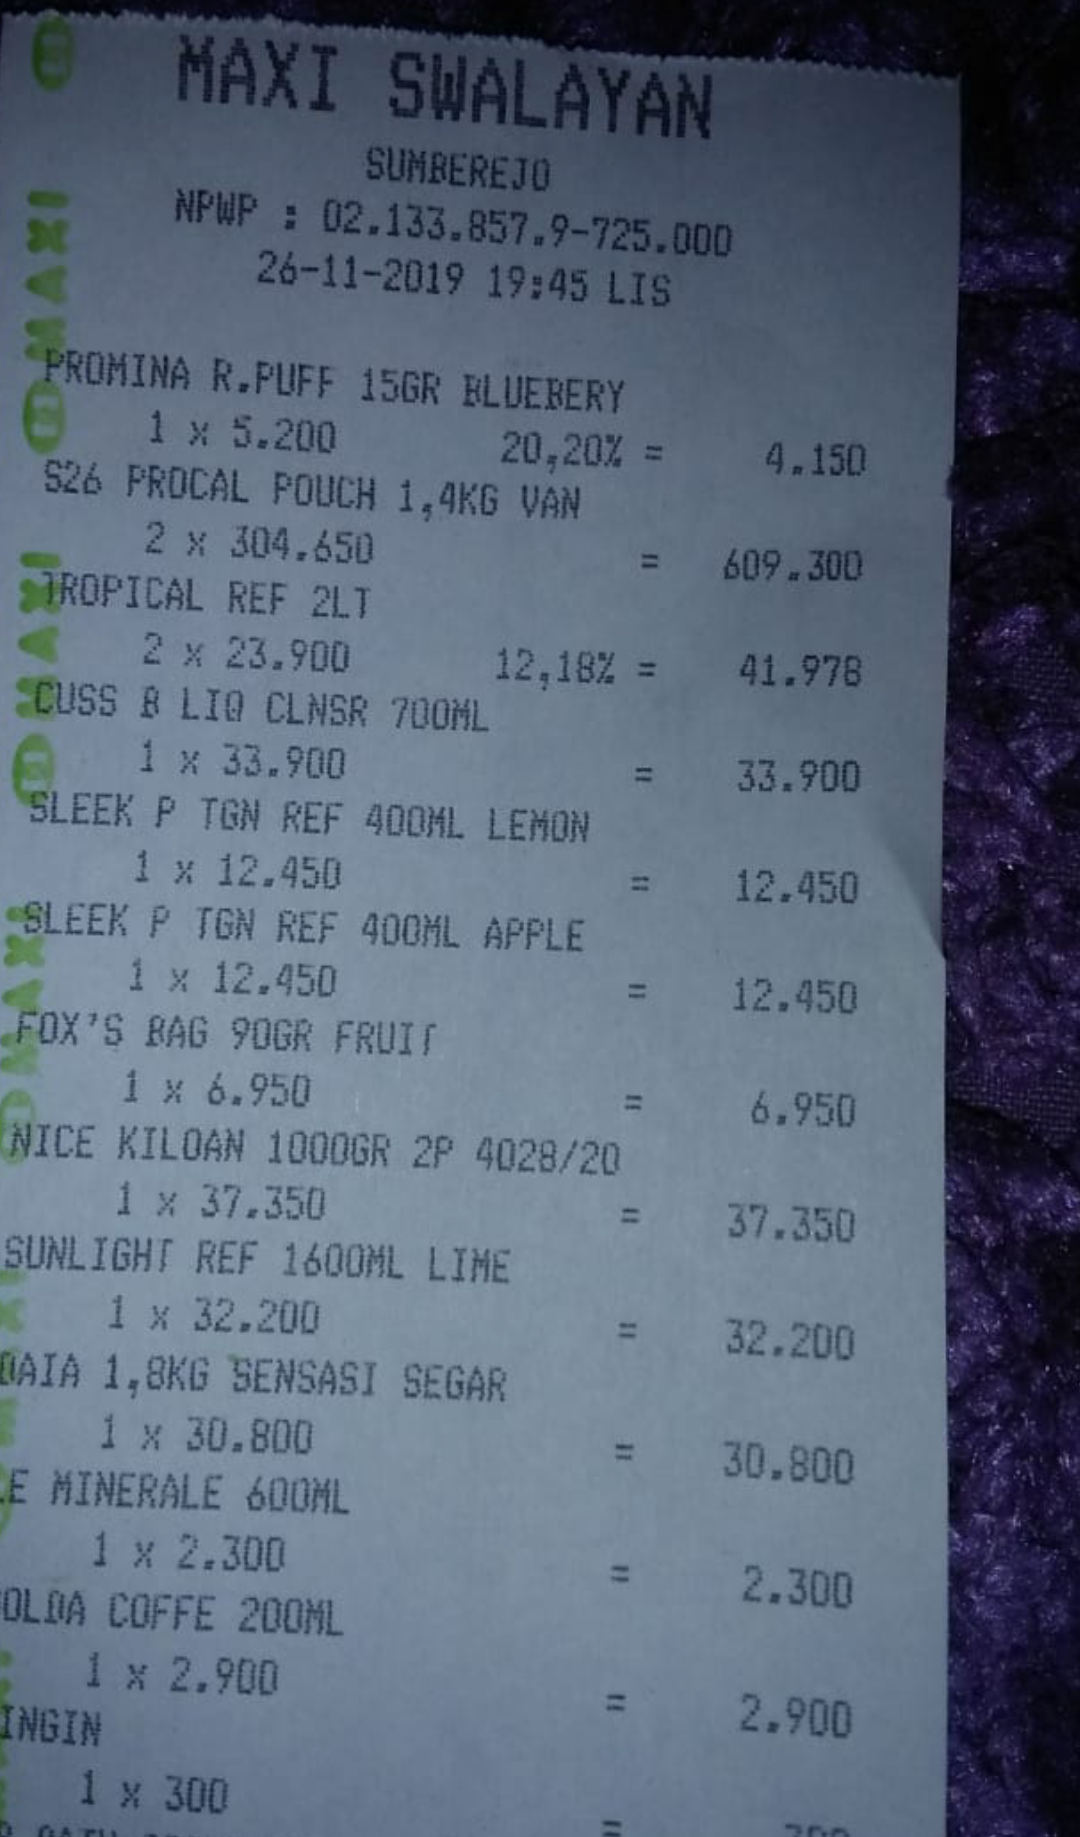 MAXI SWALAYAN
SUMBEREJO
NPWP : 02.133.857.9-725.000
26-11-2019 19:45 LIS
PROMINA R.PUFF 15GR BLUEBERY
1 x 5.200 20,20% = 4.150
S26 PROCAL POUCH 1,4KG VAN
2 x 304.650 = 609.300
TROPICAL REF 2LT
2 x 23.900 12,18% = 41.978
CUSS B LIQ CLNSR 700ML
1 x 33.900 = 33.900
SLEEK P TGN REF 400ML LEMON
1 x 12.450 = 12.450
SLEEK P TGN REF 400ML APPLE
1 x 12.450 = 12.450
FOX'S BAG 90GR FRUIT
1 x 6.950 = 6.950
NICE KILOAN 1000GR 2P 4028/20
1 x 37.350 = 37.350
SUNLIGHT REF 1600ML LIME
1 x 32.200 = 32.200
DAIA 1,8KG SENSASI SEGAR
1 x 30.800 = 30.800
LE MINERALE 600ML
1 x 2.300 = 2.300
OLDA COFFE 200ML
1 x 2.900 = 2.900
INGIN
1 x 300 =
MAXI
MAXI
MAXI